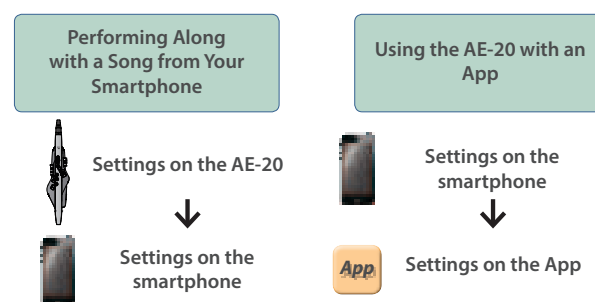 Performing Along
with a Song from Your
Smartphone
Settings on the AE-20
Settings on the
smartphone
Using the AE-20 with an
App
Settings on the
smartphone
App
Settings on the App